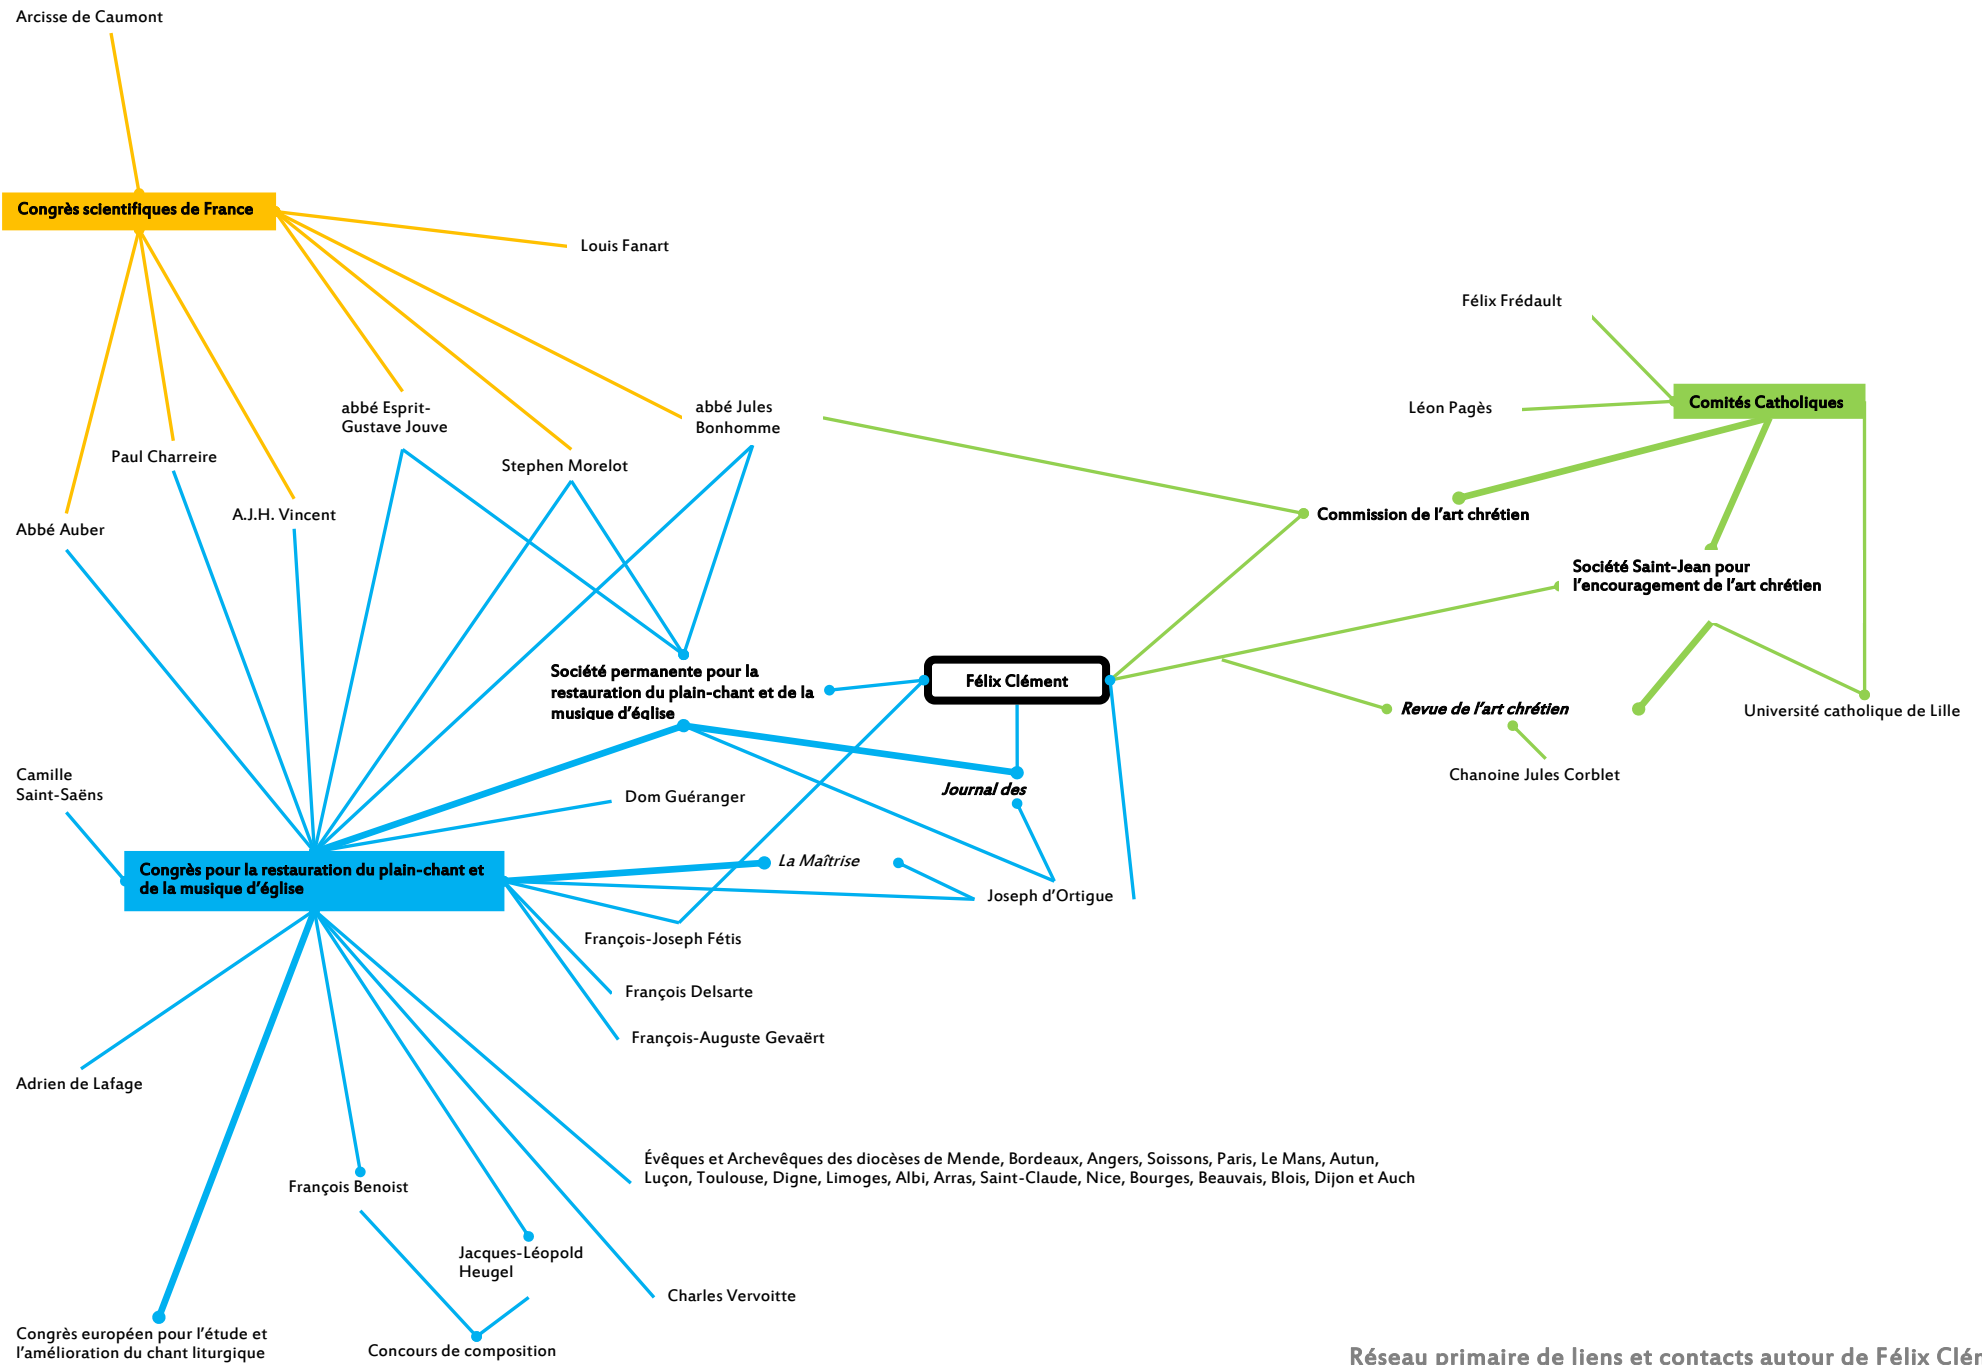 Arcisse de Caumont
Congrès scientifiques de France
Louis Fanart
Félix Frédault
Léon Pagès
Comités Catholiques
abbé Esprit-
Gustave Jouve
abbé Jules
Bonhomme
Paul Charreire
Stephen Morelot
A.J.H. Vincent
Abbé Auber
Commission de l'art chrétien
Société Saint-Jean pour
l'encouragement de l'art chrétien
Société permanente pour la
restauration du plain-chant et de la
musique d'église
Félix Clément
Revue de l'art chrétien
Université catholique de Lille
Chanoine Jules Corblet
Camille
Saint-Saëns
Dom Guéranger
Journal des
Congrès pour la restauration du plain-chant et
de la musique d'église
La Maîtrise
Joseph d'Ortigue
François-Joseph Fétis
François Delsarte
François-Auguste Gevaërt
Adrien de Lafage
Évêques et Archevêques des diocèses de Mende, Bordeaux, Angers, Soissons, Paris, Le Mans, Autun,
Luçon, Toulouse, Digne, Limoges, Albi, Arras, Saint-Claude, Nice, Bourges, Beauvais, Blois, Dijon et Auch
François Benoist
Jacques-Léopold
Heugel
Charles Vervoitte
Congrès européen pour l'étude et
l'amélioration du chant liturgique
Concours de composition
Réseau primaire de liens et contacts autour de Félix